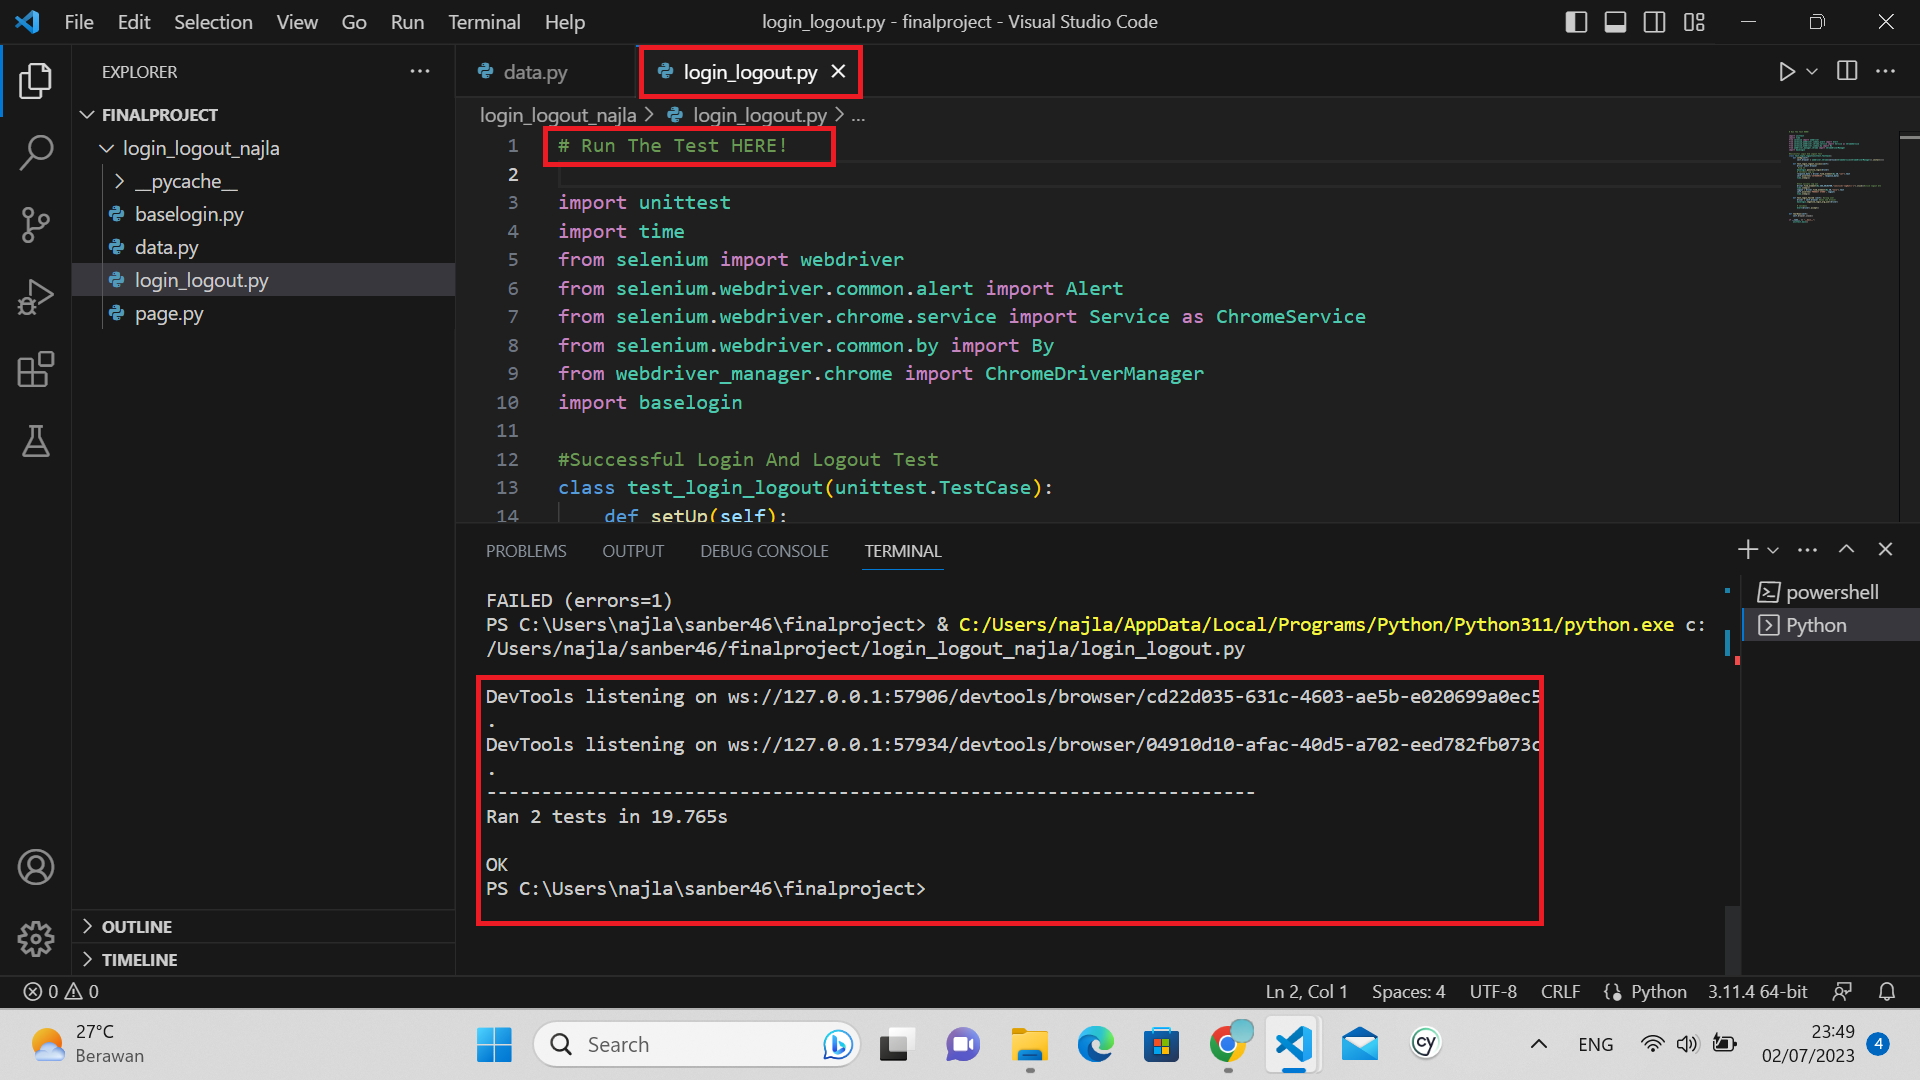 File Edit Selection View Go Run Terminal Help
login_logout.py - finalproject - Visual Studio Code
EXPLORER
FINALPROJECT
login_logout_najla
__pycache__
baselogin.py
data.py
login_logout.py
page.py
OUTLINE
TIMELINE
data.py
login_logout.py
login_logout_najla > login_logout.py > ...
1 # Run The Test HERE!
2
3 import unittest
4 import time
5 from selenium import webdriver
6 from selenium.webdriver.common.alert import Alert
7 from selenium.webdriver.chrome.service import Service as ChromeService
8 from selenium.webdriver.common.by import By
9 from webdriver_manager.chrome import ChromeDriverManager
10 import baselogin
11
12 #Successful Login And Logout Test
13 class test_login_logout(unittest.TestCase):
14 def setUp(self):
PROBLEMS OUTPUT DEBUG CONSOLE TERMINAL
FAILED (errors=1)
PS C:\Users\najla\sanber46\finalproject> & C:/Users/najla/AppData/Local/Programs/Python/Python311/python.exe c:
/Users/najla/sanber46/finalproject/login_logout_najla/login_logout.py
DevTools listening on ws://127.0.0.1:57906/devtools/browser/cd22d035-631c-4603-ae5b-e020699a0ec5
.
DevTools listening on ws://127.0.0.1:57934/devtools/browser/04910d10-afac-40d5-a702-eed782fb073c
.
----------------------------------------------------------------------
Ran 2 tests in 19.765s
OK
PS C:\Users\najla\sanber46\finalproject>
powershell
Python
0 0
Ln 2, Col 1 Spaces: 4 UTF-8 CRLF Python 3.11.4 64-bit
27°C
Berawan
Search
cy
ENG
23:49
02/07/2023
4